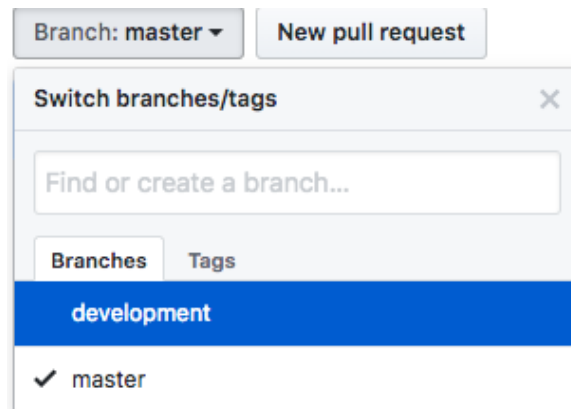 Branch: master New pull request
Switch branches/tags
Find or create a branch...
Branches Tags
development
master